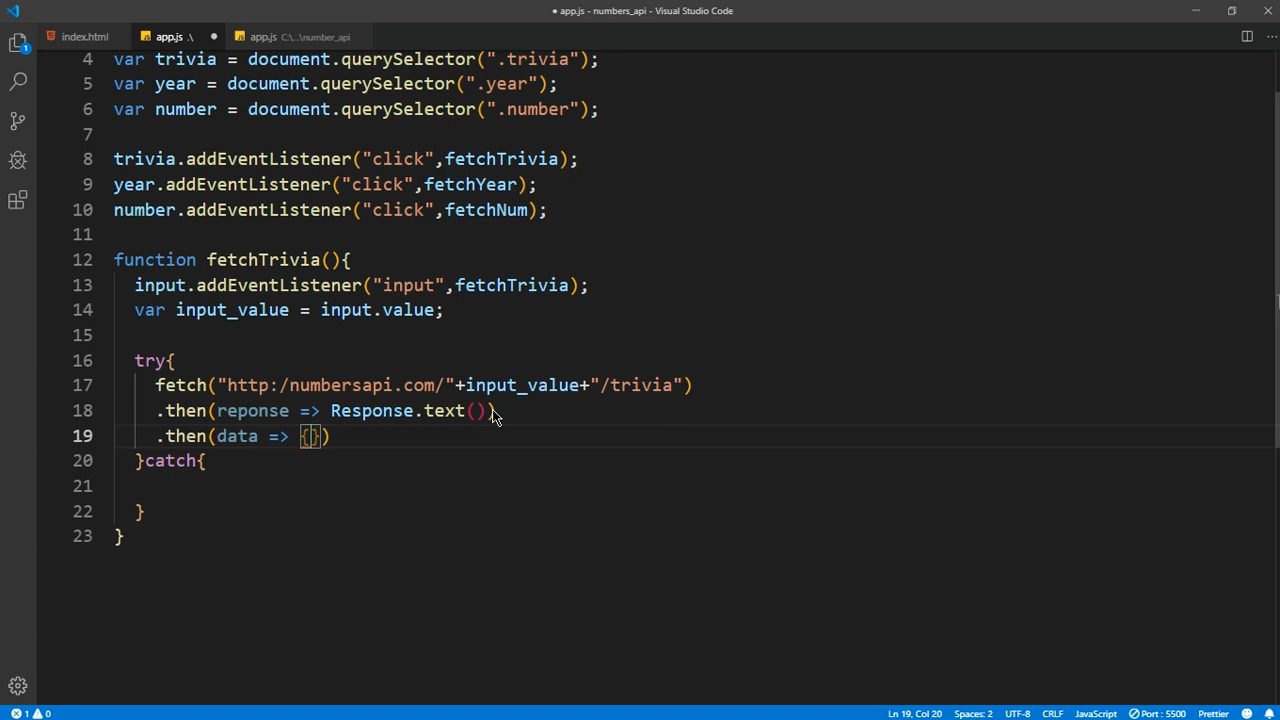 ● app.js - numbers_api - Visual Studio Code
index.html app.js .\ ● app.js C:\...\number_api
4 var trivia = document.querySelector(".trivia");
5 var year = document.querySelector(".year");
6 var number = document.querySelector(".number");
7
8 trivia.addEventListener("click",fetchTrivia);
9 year.addEventListener("click",fetchYear);
10 number.addEventListener("click",fetchNum);
11
12 function fetchTrivia(){
13 input.addEventListener("input",fetchTrivia);
14 var input_value = input.value;
15
16 try{
17 fetch("http:/numbersapi.com/"+input_value+"/trivia")
18 .then(reponse => Response.text())
19 .then(data => {})
20 }catch{
21
22 }
23 }
1
1 0 Ln 19, Col 20 Spaces: 2 UTF-8 CRLF JavaScript Port : 5500 Prettier